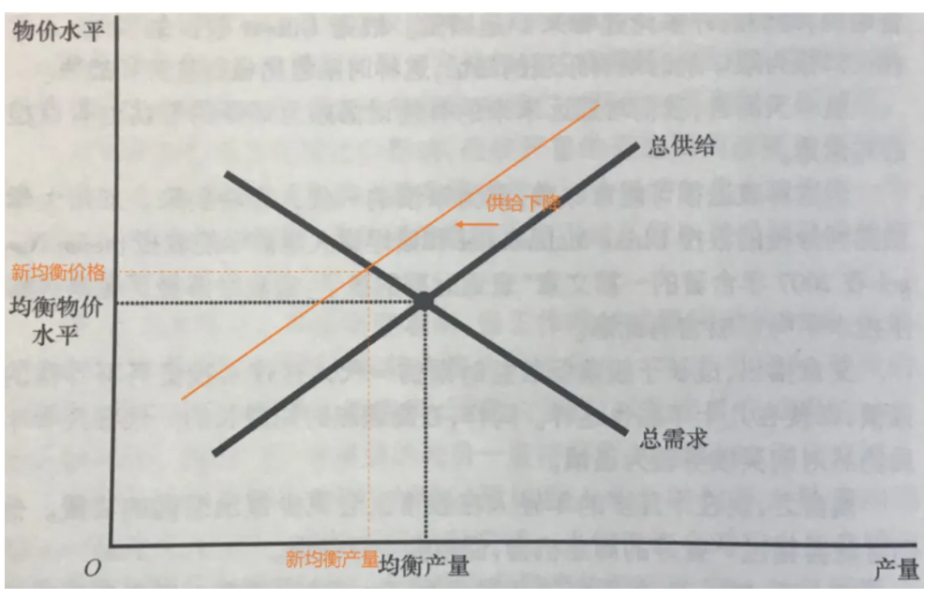 物价水平
总供给
供给下降
新均衡价格
均衡物价
水平
总需求
O
新均衡产量
均衡产量
产量